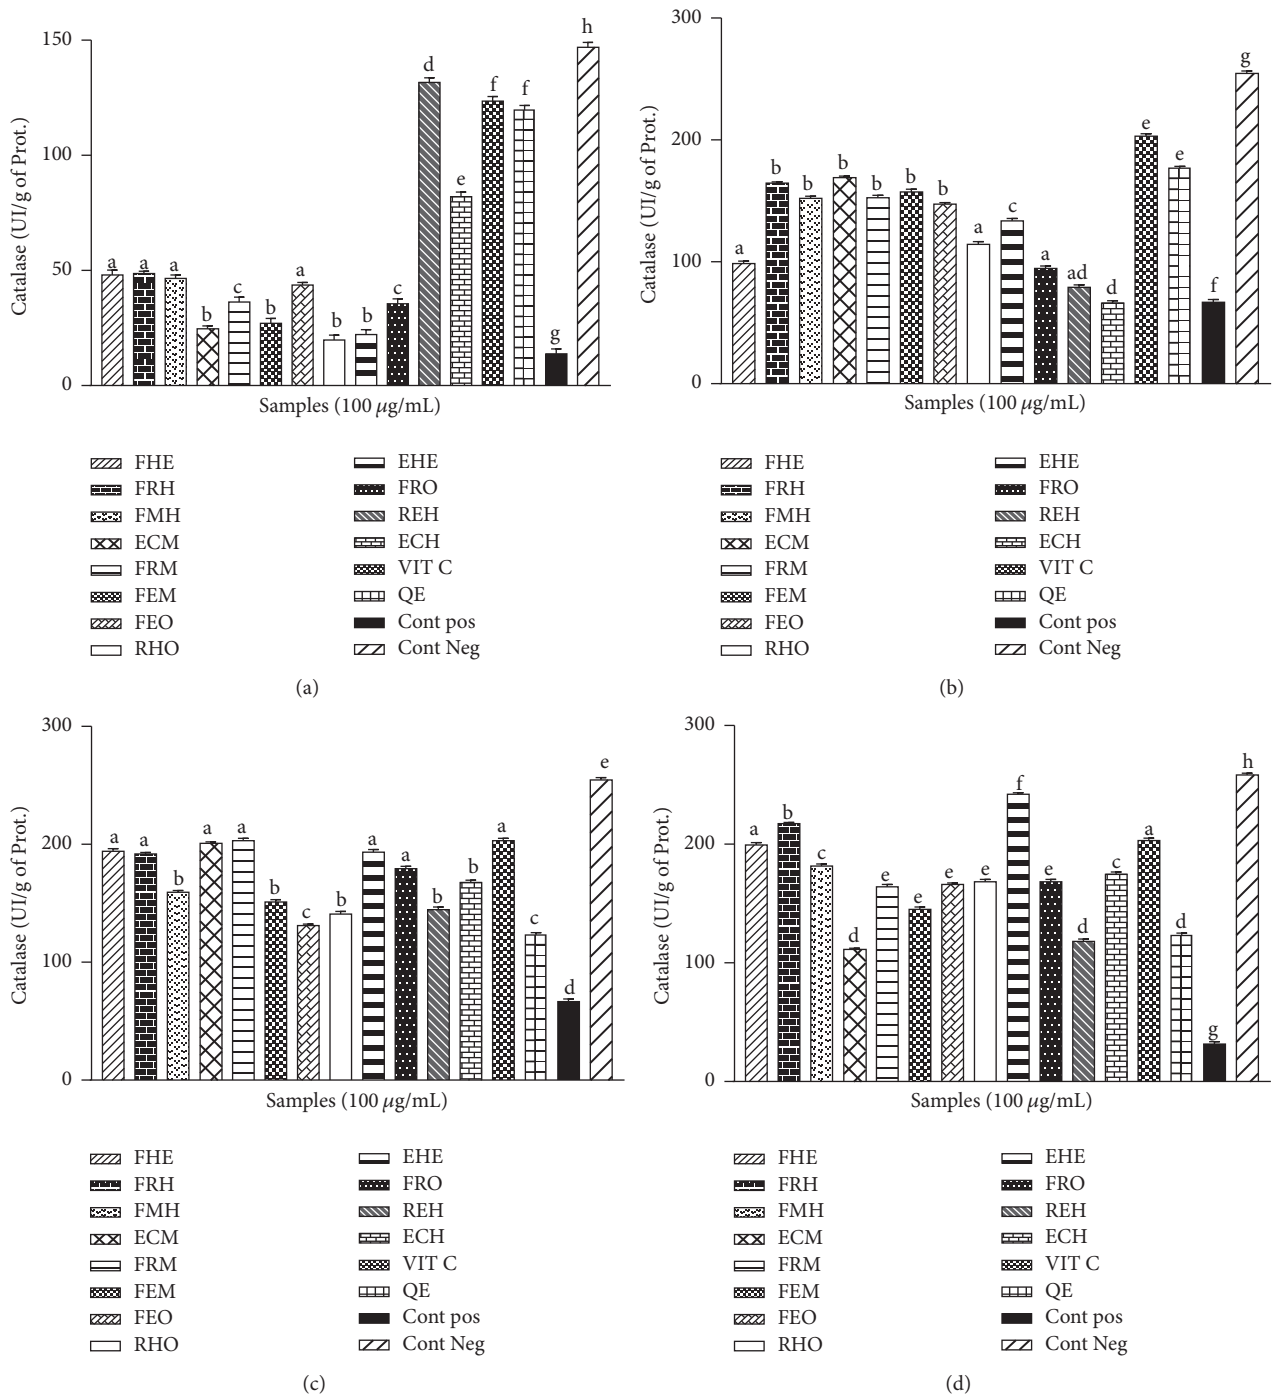 150
100
50
0
Catalase (UI/g of Prot.)
a a a b c b a b b c d e f f g h
Samples (100 µg/mL)
FHE
FRH
FMH
ECM
FRM
FEM
FEO
RHO
EHE
FRO
REH
ECH
VIT C
QE
Cont pos
Cont Neg
(a)
300
200
100
0
Catalase (UI/g of Prot.)
a b b b b b b a c a ad d e e f g
Samples (100 µg/mL)
FHE
FRH
FMH
ECM
FRM
FEM
FEO
RHO
EHE
FRO
REH
ECH
VIT C
QE
Cont pos
Cont Neg
(b)
300
200
100
0
Catalase (UI/g of Prot.)
a a b a a b c b a a b b a c d e
Samples (100 µg/mL)
FHE
FRH
FMH
ECM
FRM
FEM
FEO
RHO
EHE
FRO
REH
ECH
VIT C
QE
Cont pos
Cont Neg
(c)
300
200
100
0
Catalase (UI/g of Prot.)
a b c d e e e e f e d c a d g h
Samples (100 µg/mL)
FHE
FRH
FMH
ECM
FRM
FEM
FEO
RHO
EHE
FRO
REH
ECH
VIT C
QE
Cont pos
Cont Neg
(d)